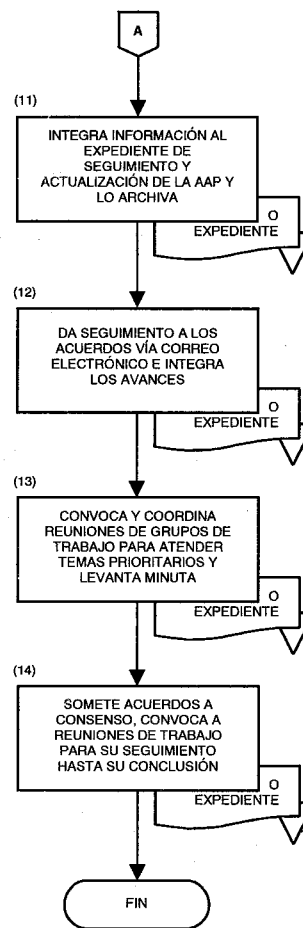 A
(11)
INTEGRA INFORMACIÓN AL
EXPEDIENTE DE
SEGUIMIENTO Y
ACTUALIZACIÓN DE LA AAP Y
LO ARCHIVA
O
EXPEDIENTE
(12)
DA SEGUIMIENTO A LOS
ACUERDOS VÍA CORREO
ELECTRÓNICO E INTEGRA
LOS AVANCES
O
EXPEDIENTE
(13)
CONVOCA Y COORDINA
REUNIONES DE GRUPOS DE
TRABAJO PARA ATENDER
TEMAS PRIORITARIOS Y
LEVANTA MINUTA
O
EXPEDIENTE
(14)
SOMETE ACUERDOS A
CONSENSO, CONVOCA A
REUNIONES DE TRABAJO
PARA SU SEGUIMIENTO
HASTA SU CONCLUSIÓN
O
EXPEDIENTE
FIN